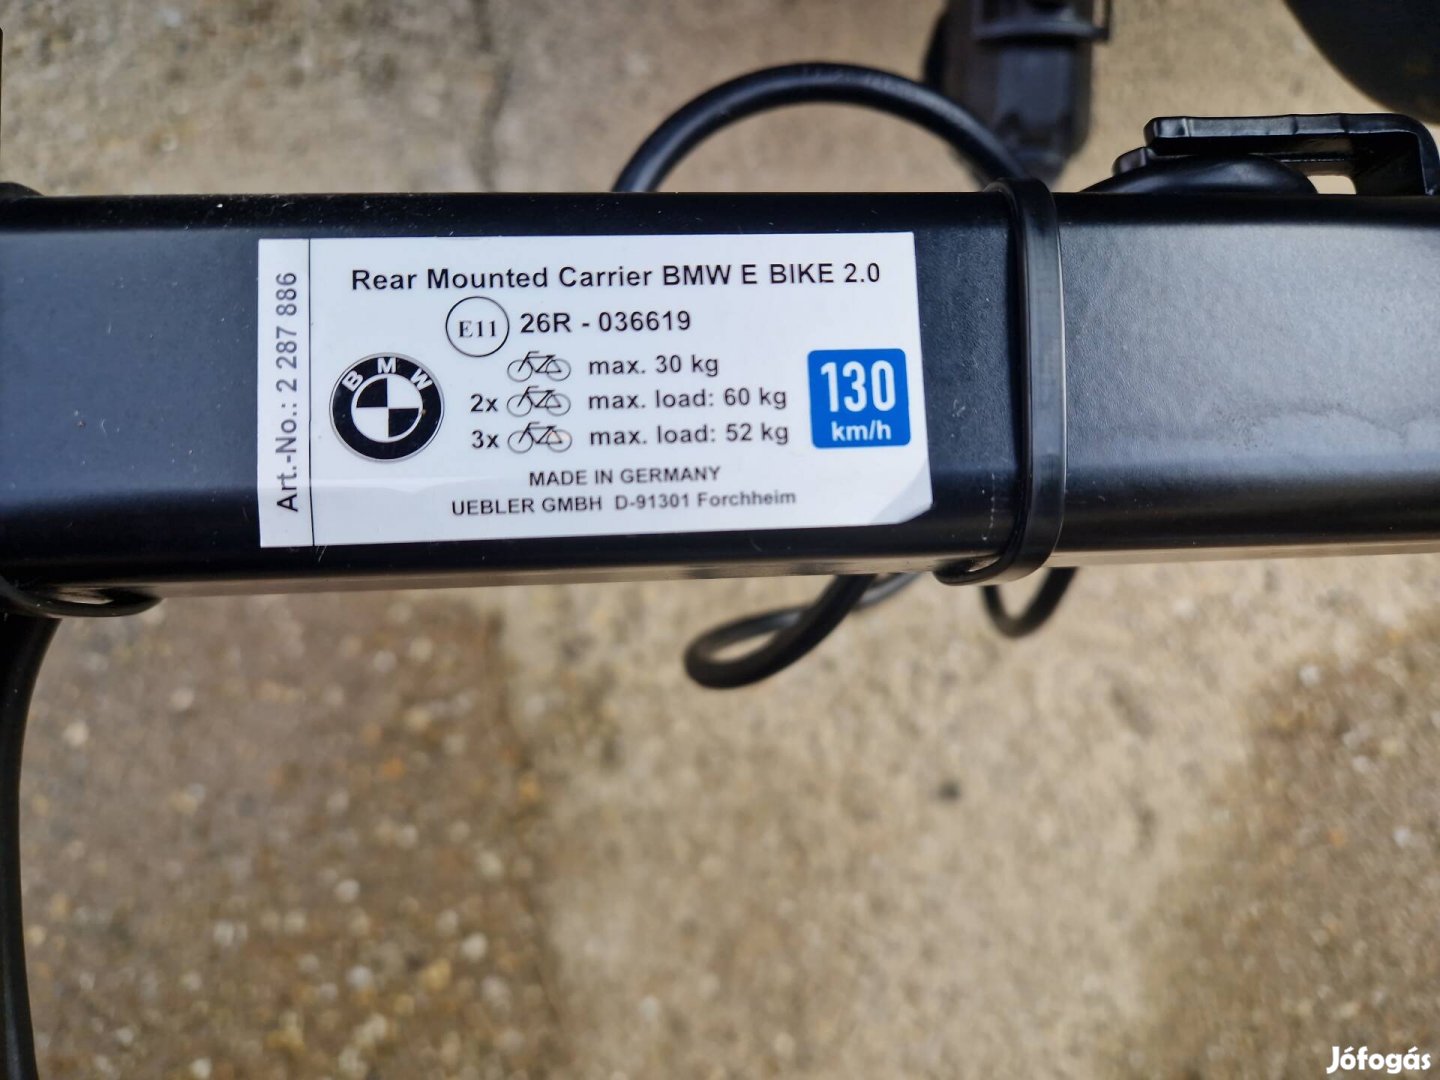 Art.-No.: 2 287 886
Rear Mounted Carrier BMW E BIKE 2.0
E11 26R - 036619
max. 30 kg
2x max. load: 60 kg
3x max. load: 52 kg
BMW
130
km/h
MADE IN GERMANY
UEBLER GMBH D-91301 Forchheim
Jófogás